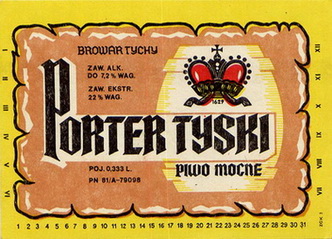 BROWAR TYCHY
ZAW. ALK.
DO 7,2 % WAG.
ZAW. EKSTR.
22 % WAG.
1629
PORTER TYSKI
POJ. 0,333 L.
PIWO MOCNE
PN 81/A-79098
I
II
III
IV
V
VI
VII
VIII
IX
X
XI
XII
1 2 3 4 5 6 7 8 9 10 11 12 13 14 15 16 17 18 19 20 21 22 23 24 25 26 27 28 29 30 31